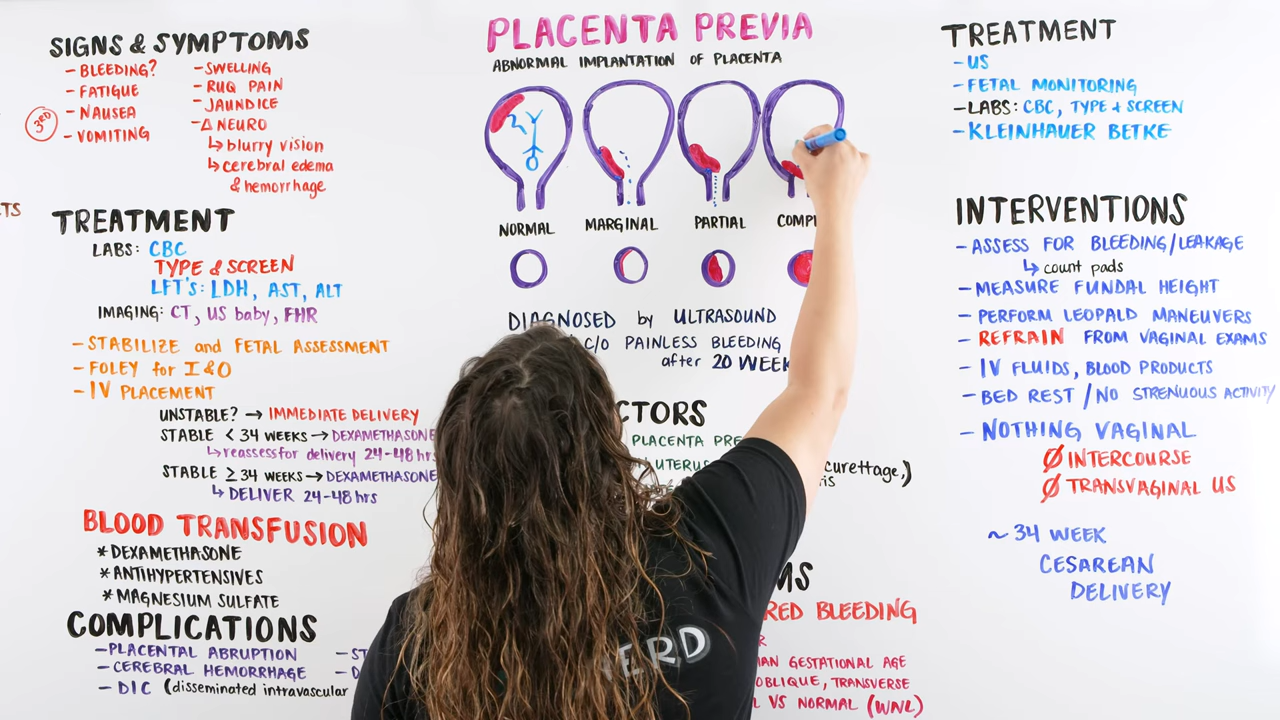 SIGNS & SYMPTOMS
- BLEEDING?
- FATIGUE
- NAUSEA
- VOMITING
3RD
- SWELLING
- RUQ PAIN
- JAUNDICE
- Δ NEURO
↳ blurry vision
↳ cerebral edema
& hemorrhage
TREATMENT
LABS: CBC
TYPE & SCREEN
LFT's: LDH, AST, ALT
IMAGING: CT, US baby, FHR
- STABILIZE and FETAL ASSESSMENT
- FOLEY for I & O
- IV PLACEMENT
UNSTABLE? → IMMEDIATE DELIVERY
STABLE < 34 WEEKS → DEXAMETHASONE
↳ reassess for delivery 24-48 hrs
STABLE ≥ 34 WEEKS → DEXAMETHASONE
↳ DELIVER 24-48 hrs
BLOOD TRANSFUSION
* DEXAMETHASONE
* ANTIHYPERTENSIVES
* MAGNESIUM SULFATE
COMPLICATIONS
- PLACENTAL ABRUPTION
- CEREBRAL HEMORRHAGE
- DIC (disseminated intravascular
PLACENTA PREVIA
ABNORMAL IMPLANTATION OF PLACENTA
NORMAL MARGINAL PARTIAL COMPL
DIAGNOSED by ULTRASOUND
C/O PAINLESS BLEEDING
after 20 WEEK
CTORS
PLACENTA PRE
UTERUS curettage,)
MS
RED BLEEDING
GESTATIONAL AGE
OBLIQUE, TRANSVERSE
VS NORMAL (WNL)
NERD
TREATMENT
- US
- FETAL MONITORING
- LABS: CBC, TYPE + SCREEN
- KLEINHAUER BETKE
INTERVENTIONS
- ASSESS FOR BLEEDING/LEAKAGE
↳ count pads
- MEASURE FUNDAL HEIGHT
- PERFORM LEOPALD MANEUVERS
- REFRAIN FROM VAGINAL EXAMS
- IV FLUIDS, BLOOD PRODUCTS
- BED REST / NO STRENUOUS ACTIVITY
- NOTHING VAGINAL
Ø INTERCOURSE
Ø TRANSVAGINAL US
~ 34 WEEK
CESAREAN
DELIVERY